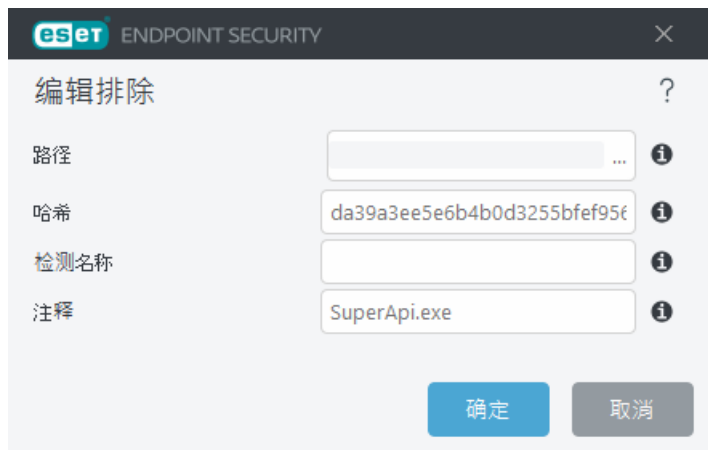 eset ENDPOINT SECURITY
编辑排除 ?
路径 ...
哈希 da39a3ee5e6b4b0d3255bfef956
检测名称
注释 SuperApi.exe
确定 取消